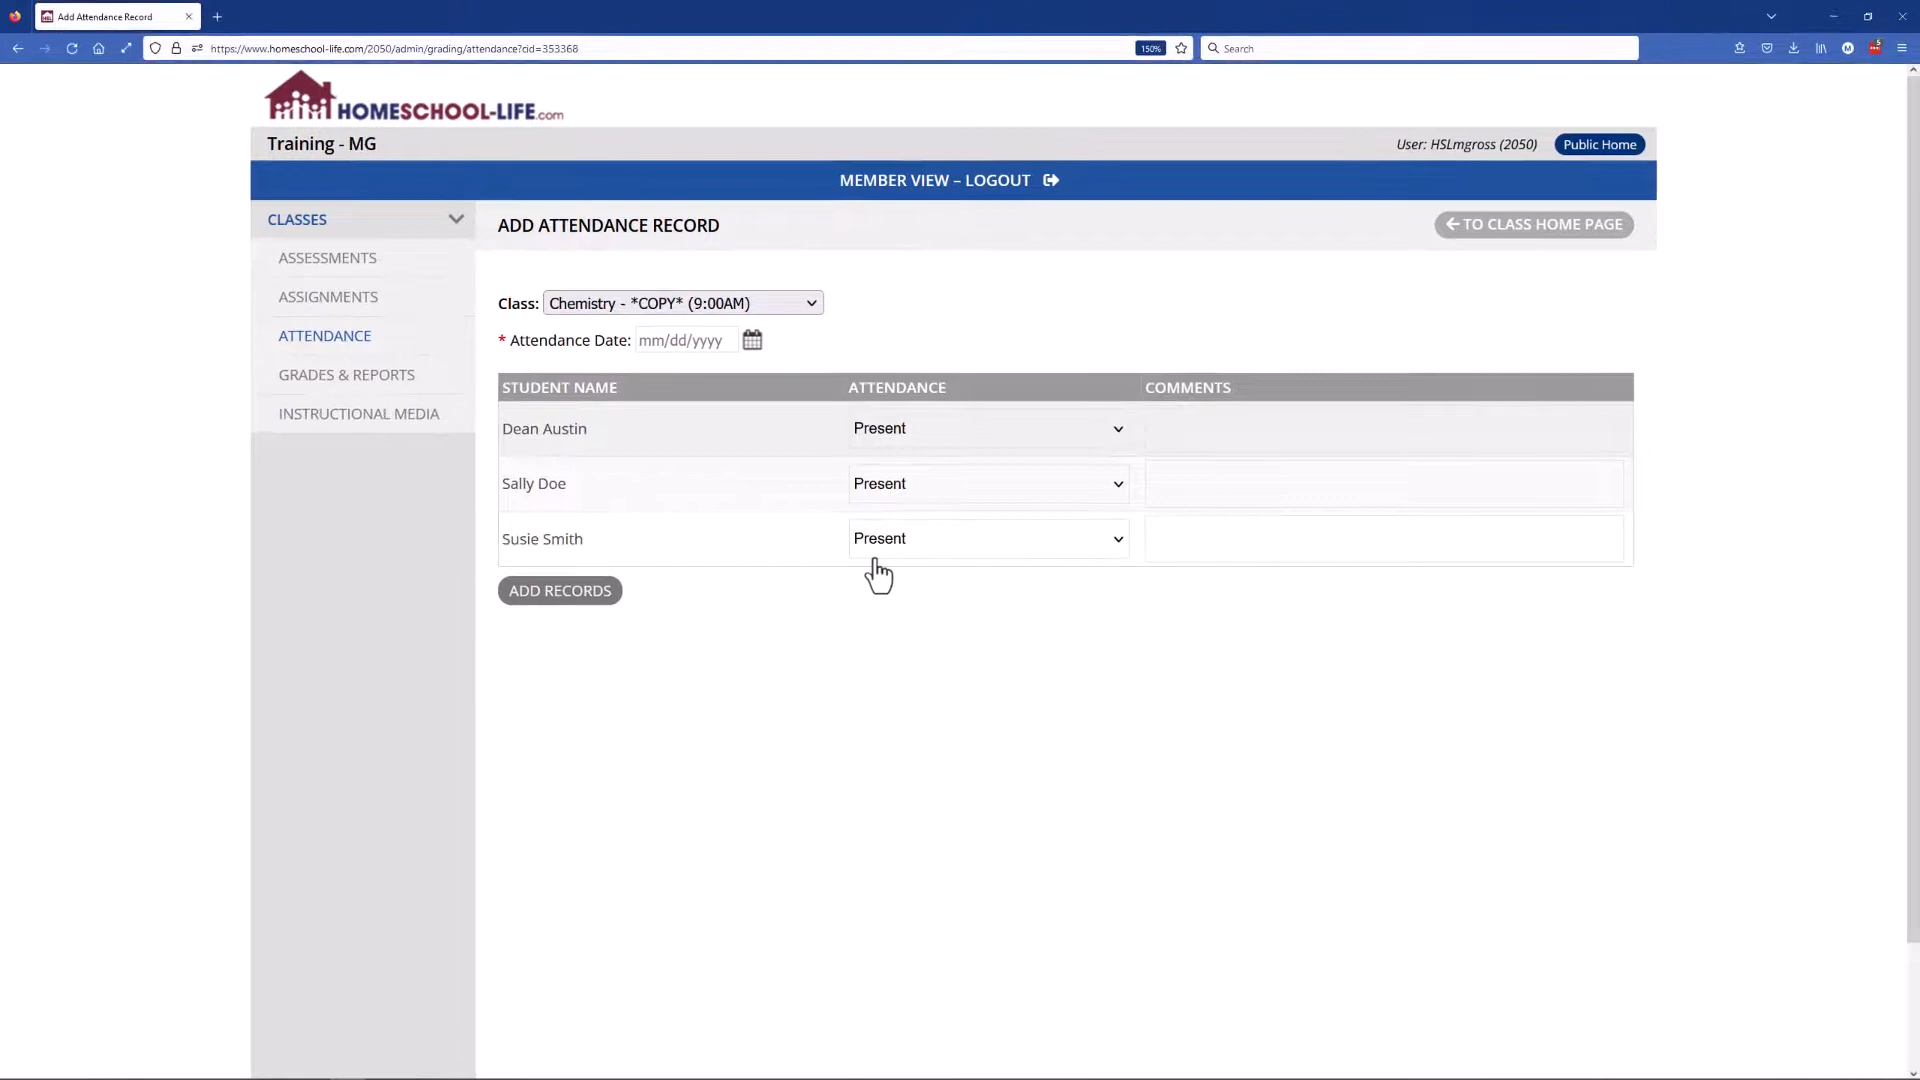 Add Attendance Record
https://www.homeschool-life.com/2050/admin/grading/attendance?cid=353368
150%
Search
M
5
HSL
HOMESCHOOL-LIFE.com
Training - MG
User: HSLmgross (2050)
Public Home
MEMBER VIEW – LOGOUT
CLASSES
ADD ATTENDANCE RECORD
TO CLASS HOME PAGE
ASSESSMENTS
ASSIGNMENTS
ATTENDANCE
GRADES & REPORTS
INSTRUCTIONAL MEDIA
Class: Chemistry - *COPY* (9:00AM)
* Attendance Date: mm/dd/yyyy
STUDENT NAME ATTENDANCE COMMENTS
Dean Austin Present
Sally Doe Present
Susie Smith Present
ADD RECORDS